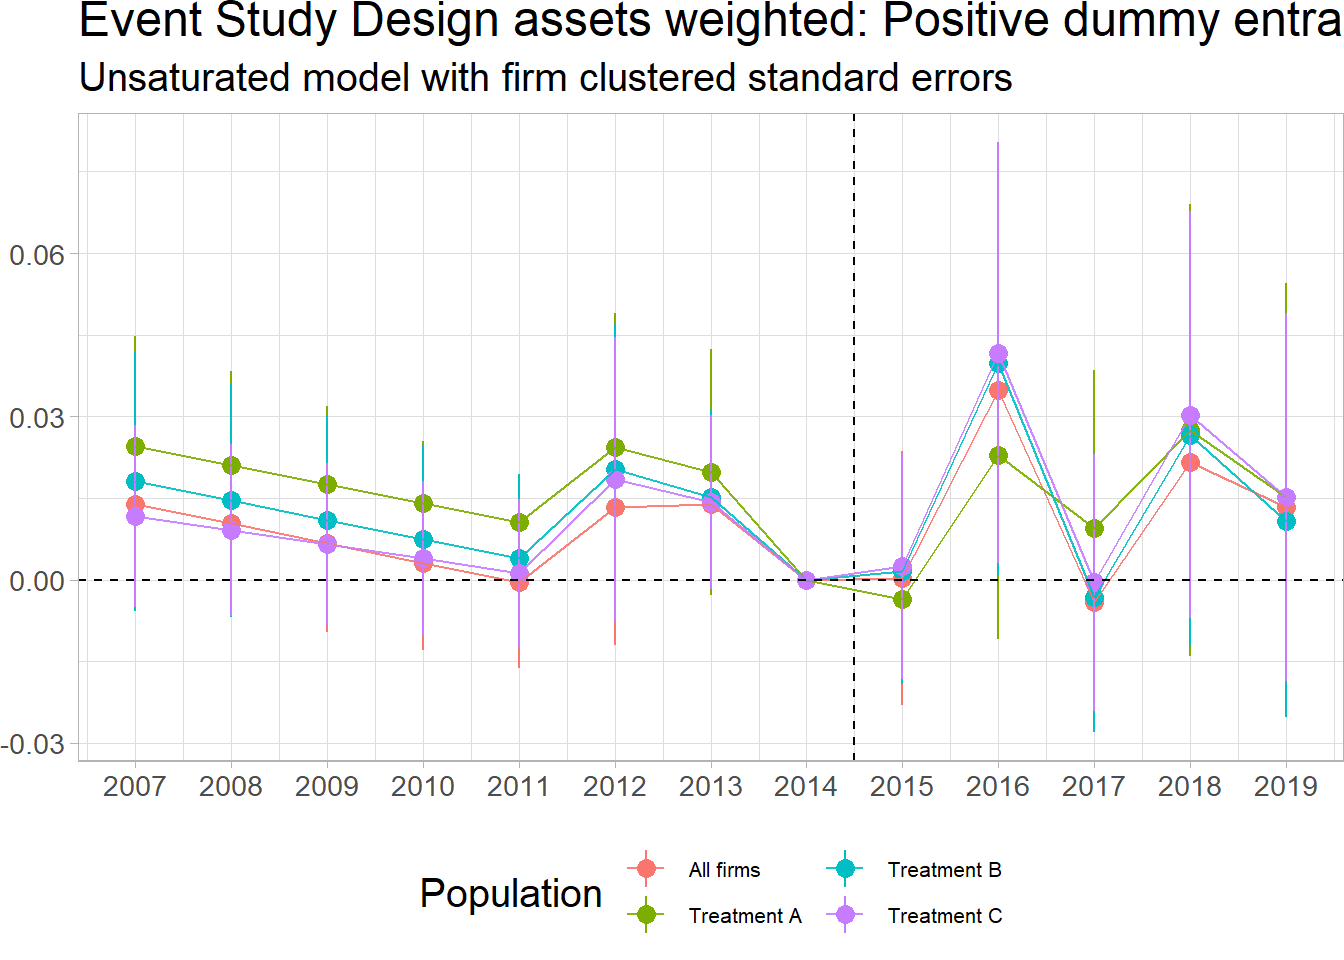 Event Study Design assets weighted: Positive dummy entra
Unsaturated model with firm clustered standard errors
0.06
0.03
0.00
-0.03
2007 2008 2009 2010 2011 2012 2013 2014 2015 2016 2017 2018 2019
Population
All firms
Treatment A
Treatment B
Treatment C